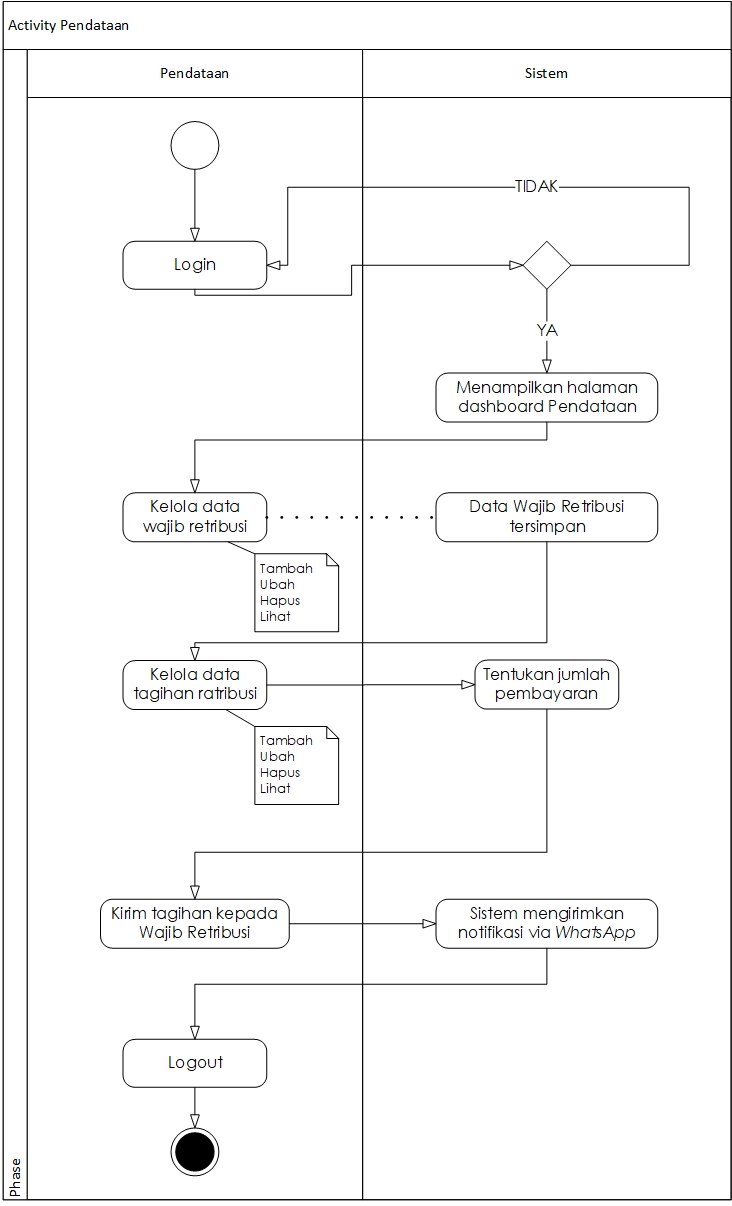 Activity Pendataan
Pendataan
Sistem
TIDAK
Login
YA
Menampilkan halaman
dashboard Pendataan
Kelola data
wajib retribusi
Data Wajib Retribusi
tersimpan
Tambah
Ubah
Hapus
Lihat
Kelola data
tagihan ratribusi
Tentukan jumlah
pembayaran
Tambah
Ubah
Hapus
Lihat
Kirim tagihan kepada
Wajib Retribusi
Sistem mengirimkan
notifikasi via WhatsApp
Logout
Phase